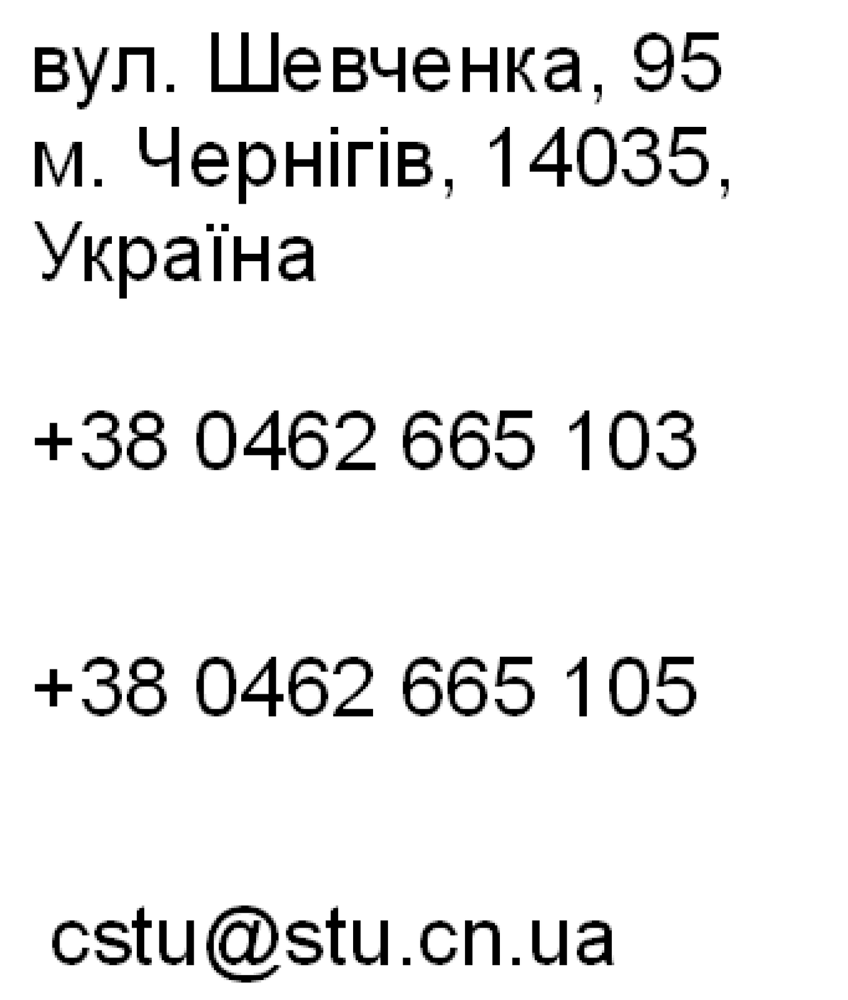 вул. Шевченка, 95
м. Чернігів, 14035,
Україна
+38 0462 665 103
+38 0462 665 105
cstu@stu.cn.ua